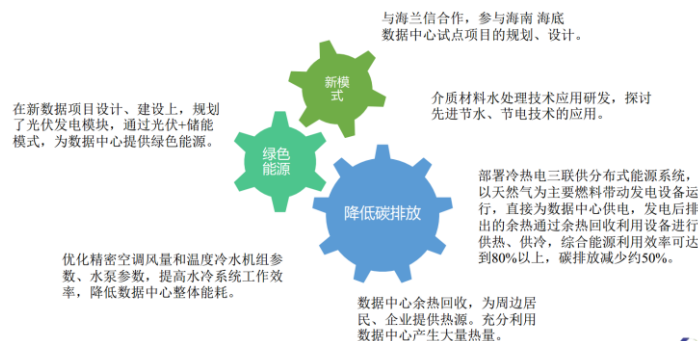 与海兰信合作，参与海南 海底
数据中心试点项目的规划、设计。
新模
式
在新数据项目设计、建设上，规划
了光伏发电模块，通过光伏+储能
模式，为数据中心提供绿色能源。
介质材料水处理技术应用研发，探讨
先进节水、节电技术的应用。
绿色
能源
降低碳排放
部署冷热电三联供分布式能源系统，
以天然气为主要燃料带动发电设备运
行，直接为数据中心供电，发电后排
出的余热通过余热回收利用设备进行
供热、供冷，综合能源利用效率可达
到80%以上，碳排放减少约50%。
优化精密空调风量和温度冷水机组参
数、水泵参数，提高水冷系统工作效
率，降低数据中心整体能耗。
数据中心余热回收，为周边居
民、企业提供热源。充分利用
数据中心产生大量热量。